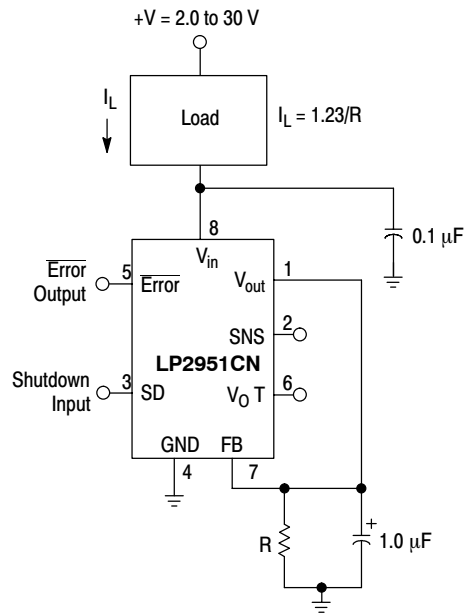 +V = 2.0 to 30 V
I_L
Load
I_L = 1.23/R
8
0.1 μF
V_in
Error
Output
5
Error
V_out
1
SNS
2
LP2951CN
Shutdown
Input
3
SD
V_O T
6
GND
FB
4
7
R
+
1.0 μF